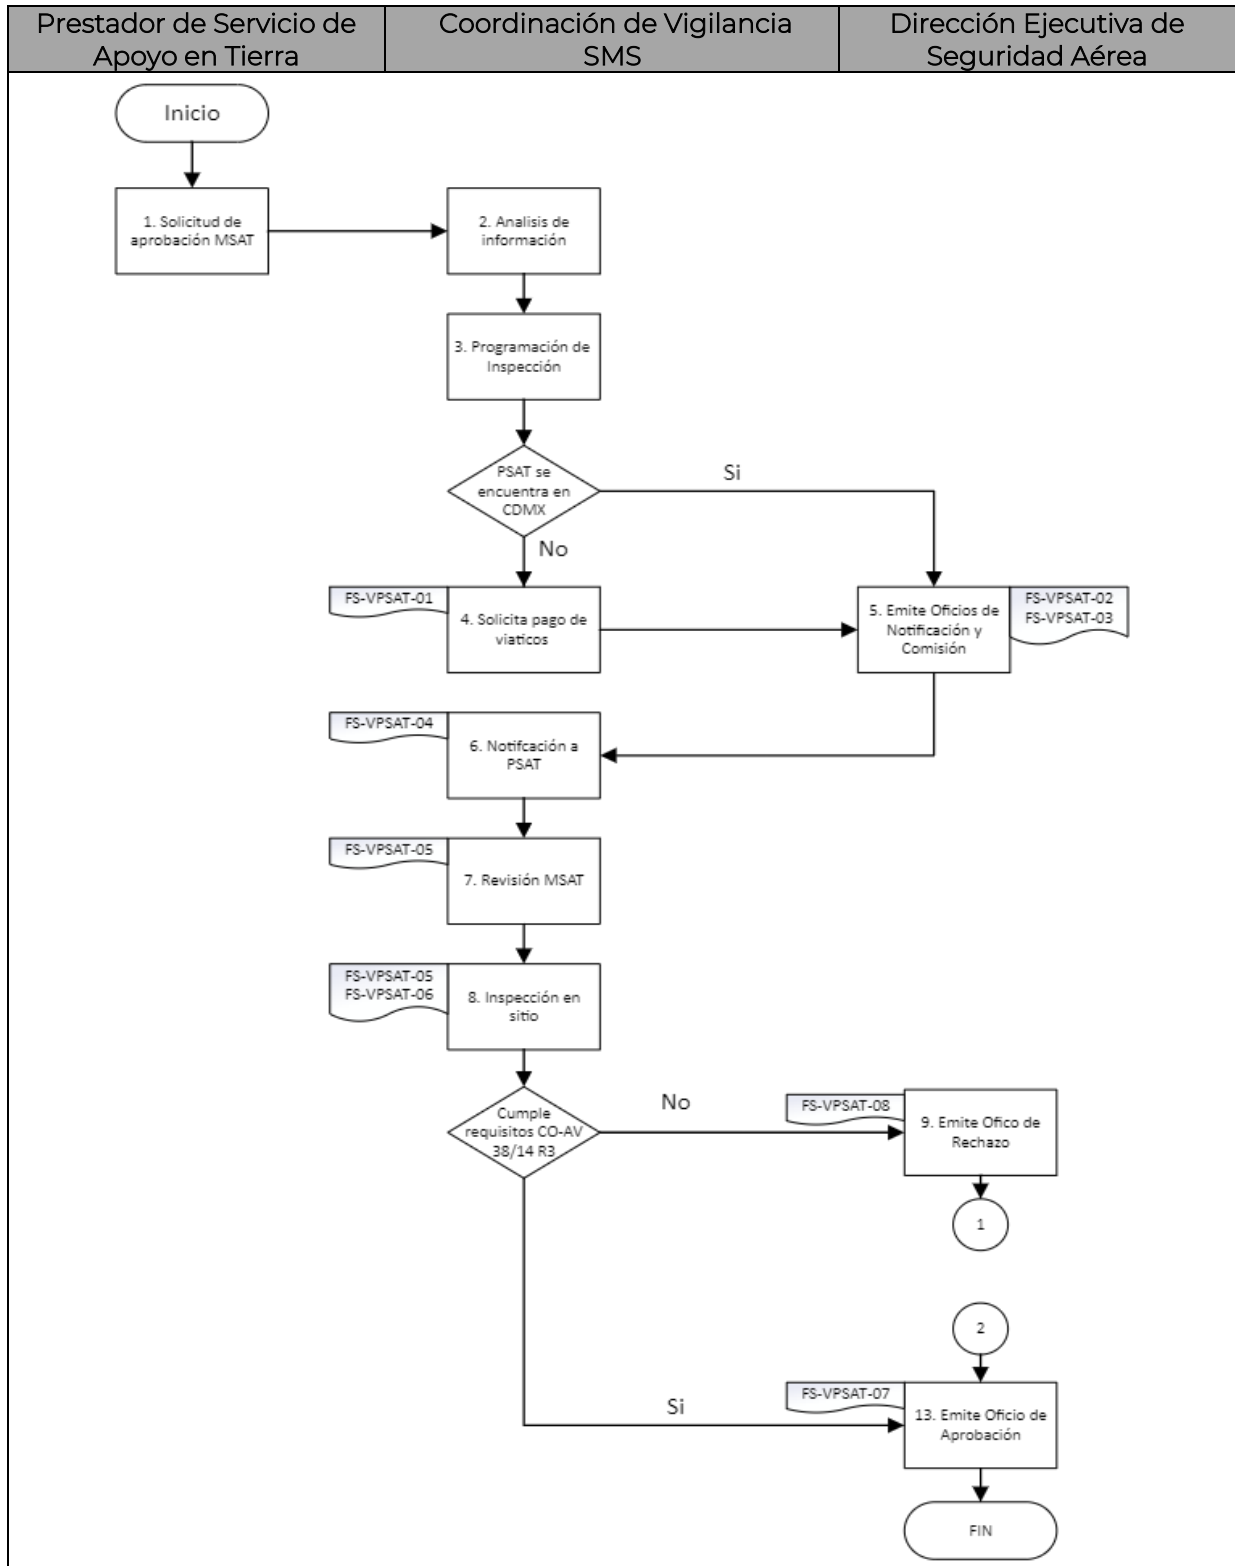 Prestador de Servicio de
Apoyo en Tierra
Coordinación de Vigilancia
SMS
Dirección Ejecutiva de
Seguridad Aérea
Inicio
1. Solicitud de
aprobación MSAT
2. Analisis de
información
3. Programación de
Inspección
PSAT se
encuentra en
CDMX
Si
No
FS-VPSAT-01
4. Solicita pago de
viaticos
5. Emite Oficios de
Notificación y
Comisión
FS-VPSAT-02
FS-VPSAT-03
FS-VPSAT-04
6. Notifcación a
PSAT
FS-VPSAT-05
7. Revisión MSAT
FS-VPSAT-05
FS-VPSAT-06
8. Inspección en
sitio
Cumple
requisitos CO-AV
38/14 R3
No
FS-VPSAT-08
9. Emite Ofico de
Rechazo
1
2
Si
FS-VPSAT-07
13. Emite Oficio de
Aprobación
FIN